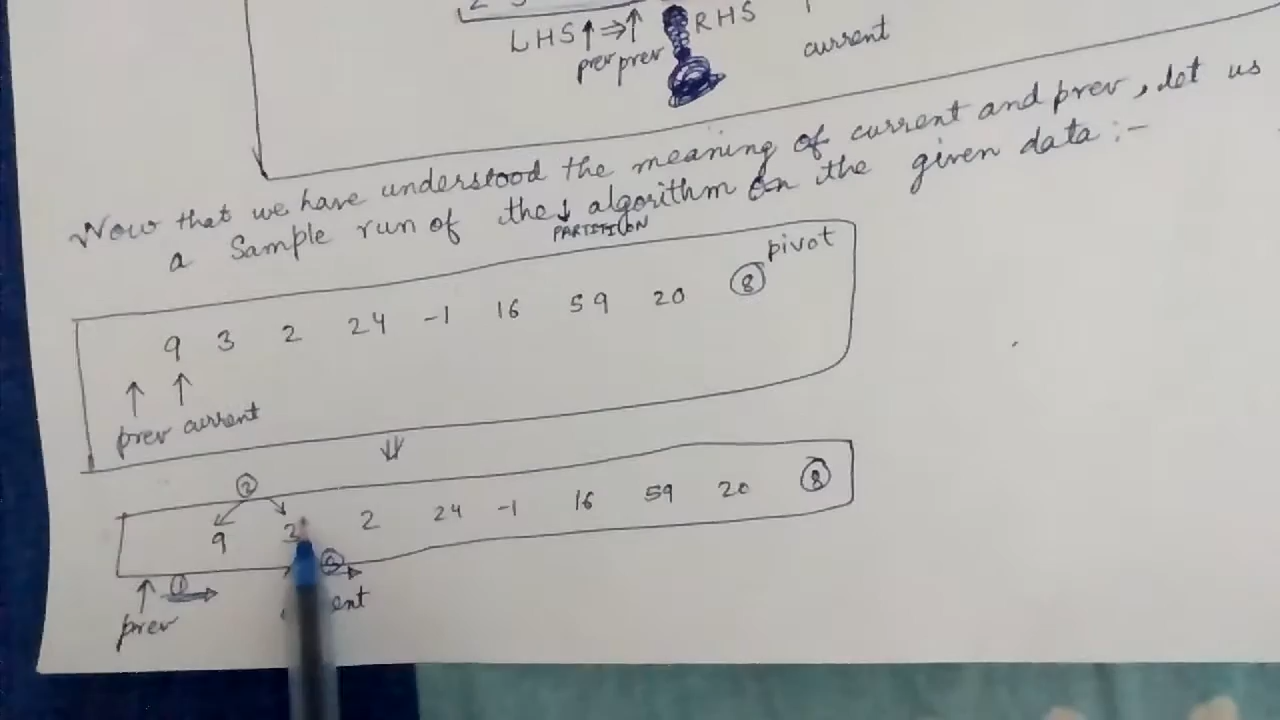 LHS ↑ ⇒ ↑ RHS
prev prev current
Now that we have understood the meaning of current and prev, let us
a Sample run of the ↓ algorithm on the given data :-
PARTITION
pivot
9 3 2 24 -1 16 59 20 8
↑ ↑
prev current
⇓
2
9 3 2 24 -1 16 59 20 8
↑ 1 →
prev